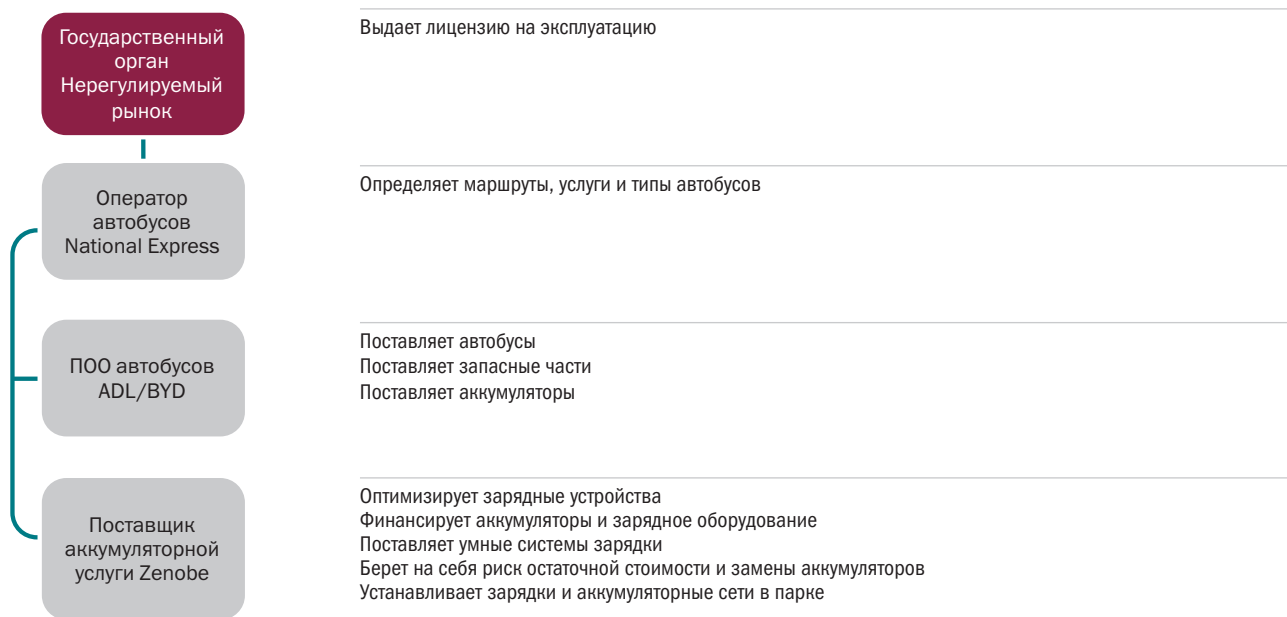 Государственный
орган
Нерегулируемый
рынок
Выдает лицензию на эксплуатацию
Оператор
автобусов
National Express
Определяет маршруты, услуги и типы автобусов
ПОО автобусов
ADL/BYD
Поставляет автобусы
Поставляет запасные части
Поставляет аккумуляторы
Поставщик
аккумуляторной
услуги Zenobe
Оптимизирует зарядные устройства
Финансирует аккумуляторы и зарядное оборудование
Поставляет умные системы зарядки
Берет на себя риск остаточной стоимости и замены аккумуляторов
Устанавливает зарядки и аккумуляторные сети в парке